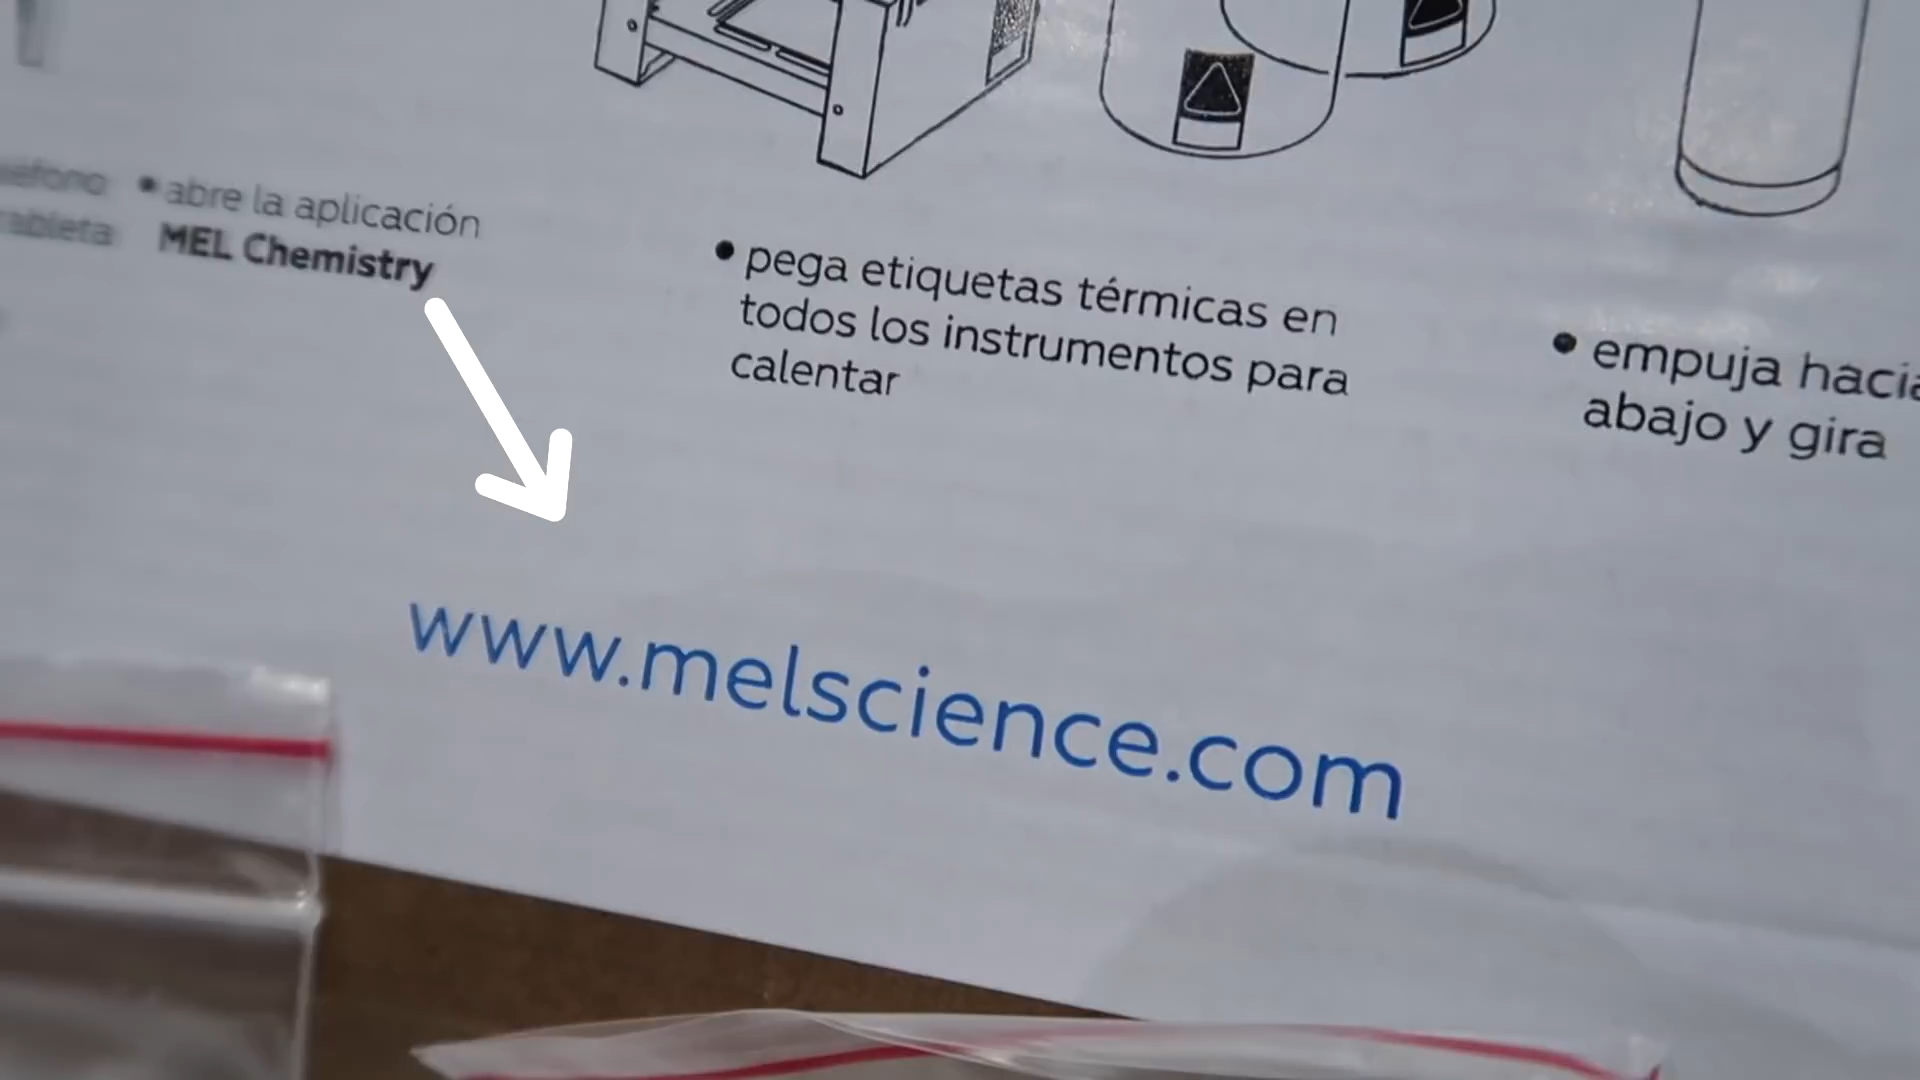 abre la aplicación
MEL Chemistry
• pega etiquetas térmicas en
todos los instrumentos para
calentar
• empuja hacia
abajo y gira
www.melscience.com